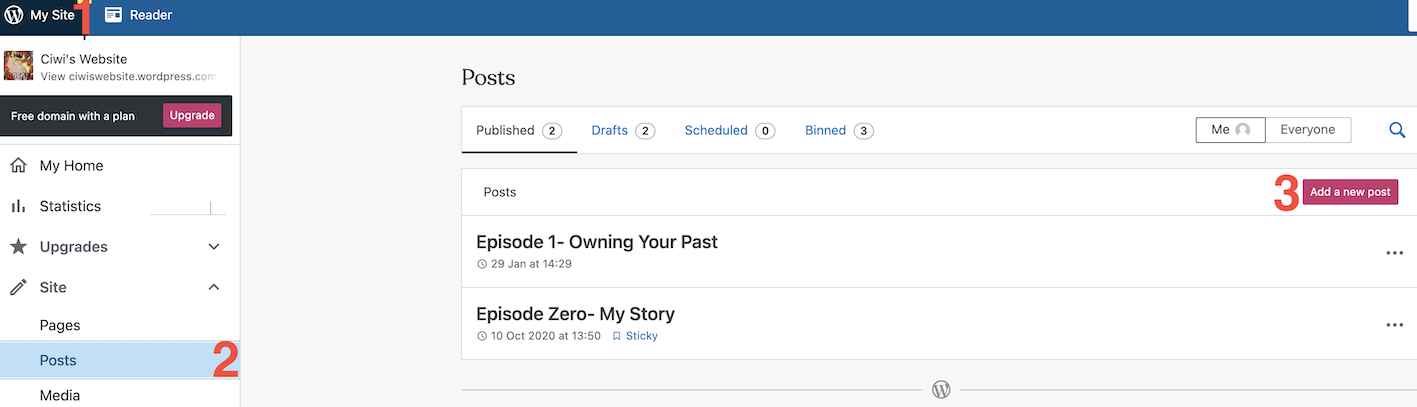 My Site 1 Reader
Ciwi's Website
View ciwiswebsite.wordpress.com
Free domain with a plan Upgrade
My Home
Statistics
Upgrades
Site
Pages
Posts 2
Media
Posts
Published 2 Drafts 2 Scheduled 0 Binned 3 Me Everyone
Posts 3 Add a new post
Episode 1- Owning Your Past
29 Jan at 14:29
Episode Zero- My Story
10 Oct 2020 at 13:50 Sticky